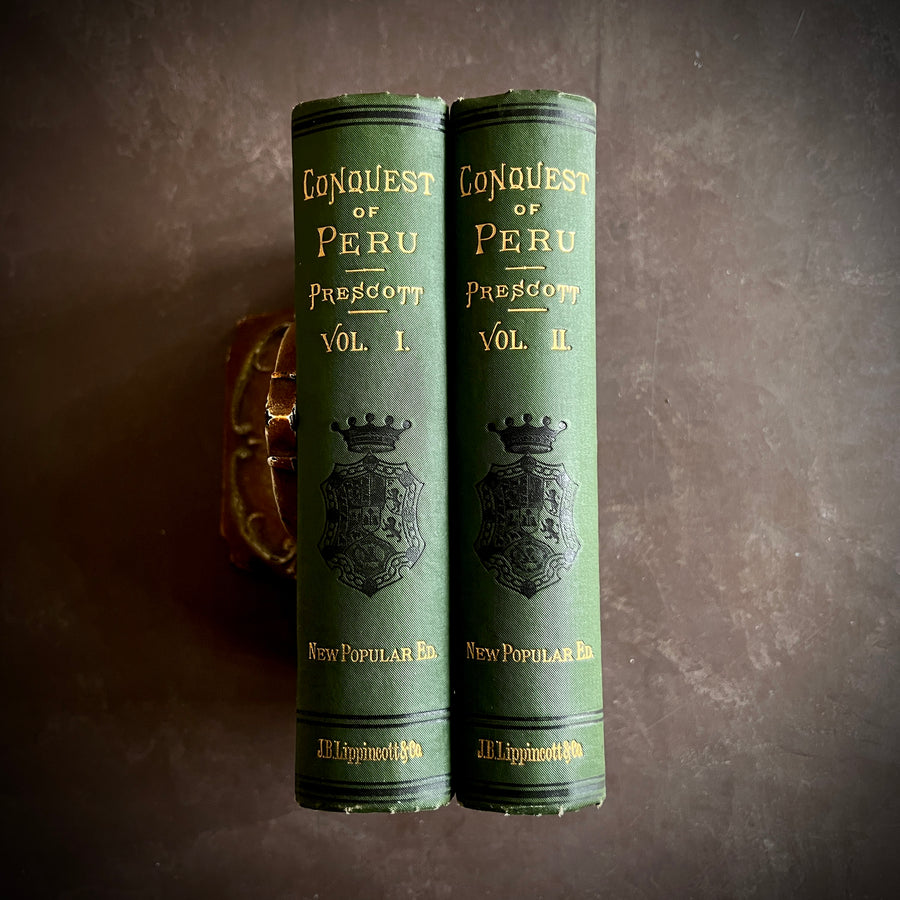 CONQUEST
OF
PERU
PRESCOTT
VOL. I.
NEW POPULAR ED.
J.B. Lippincott & Co.
CONQUEST
OF
PERU
PRESCOTT
VOL. II.
NEW POPULAR ED.
J.B. Lippincott & Co.